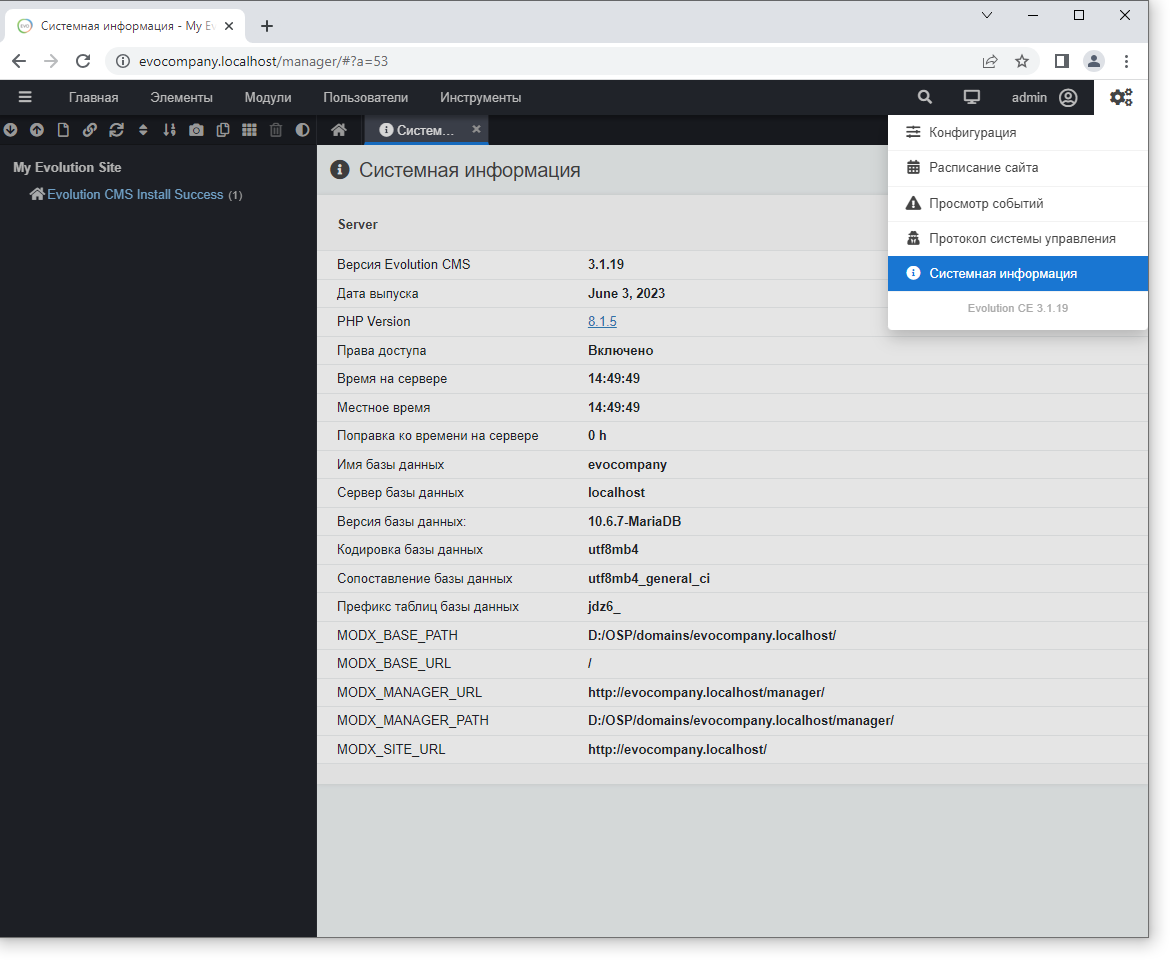 Системная информация - My Ev
evocompany.localhost/manager/#?a=53
Главная Элементы Модули Пользователи Инструменты admin
Систем...
My Evolution Site
Evolution CMS Install Success (1)
Системная информация
Конфигурация
Расписание сайта
Просмотр событий
Протокол системы управления
Системная информация
Evolution CE 3.1.19
Server
Версия Evolution CMS 3.1.19
Дата выпуска June 3, 2023
PHP Version 8.1.5
Права доступа Включено
Время на сервере 14:49:49
Местное время 14:49:49
Поправка ко времени на сервере 0 h
Имя базы данных evocompany
Сервер базы данных localhost
Версия базы данных: 10.6.7-MariaDB
Кодировка базы данных utf8mb4
Сопоставление базы данных utf8mb4_general_ci
Префикс таблиц базы данных jdz6_
MODX_BASE_PATH D:/OSP/domains/evocompany.localhost/
MODX_BASE_URL /
MODX_MANAGER_URL http://evocompany.localhost/manager/
MODX_MANAGER_PATH D:/OSP/domains/evocompany.localhost/manager/
MODX_SITE_URL http://evocompany.localhost/